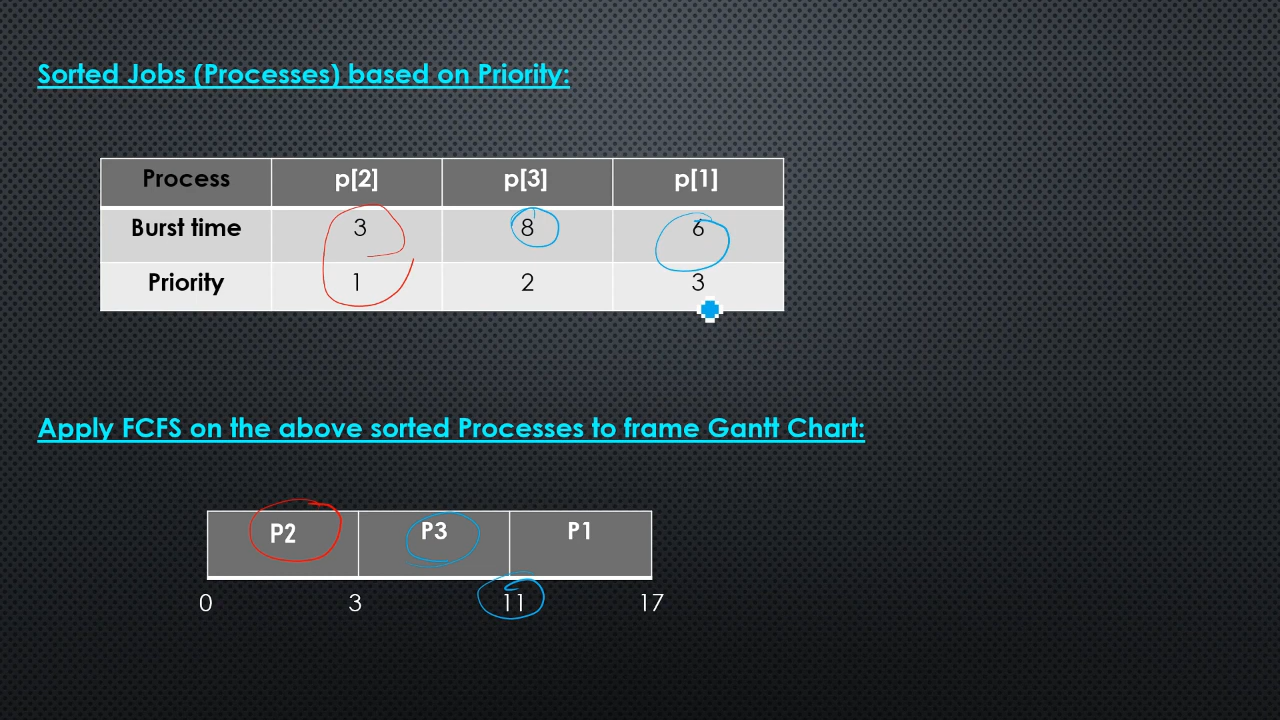 Sorted Jobs (Processes) based on Priority:
Process p[2] p[3] p[1]
Burst time 3 8 6
Priority 1 2 3
Apply FCFS on the above sorted Processes to frame Gantt Chart:
P2 P3 P1
0 3 11 17